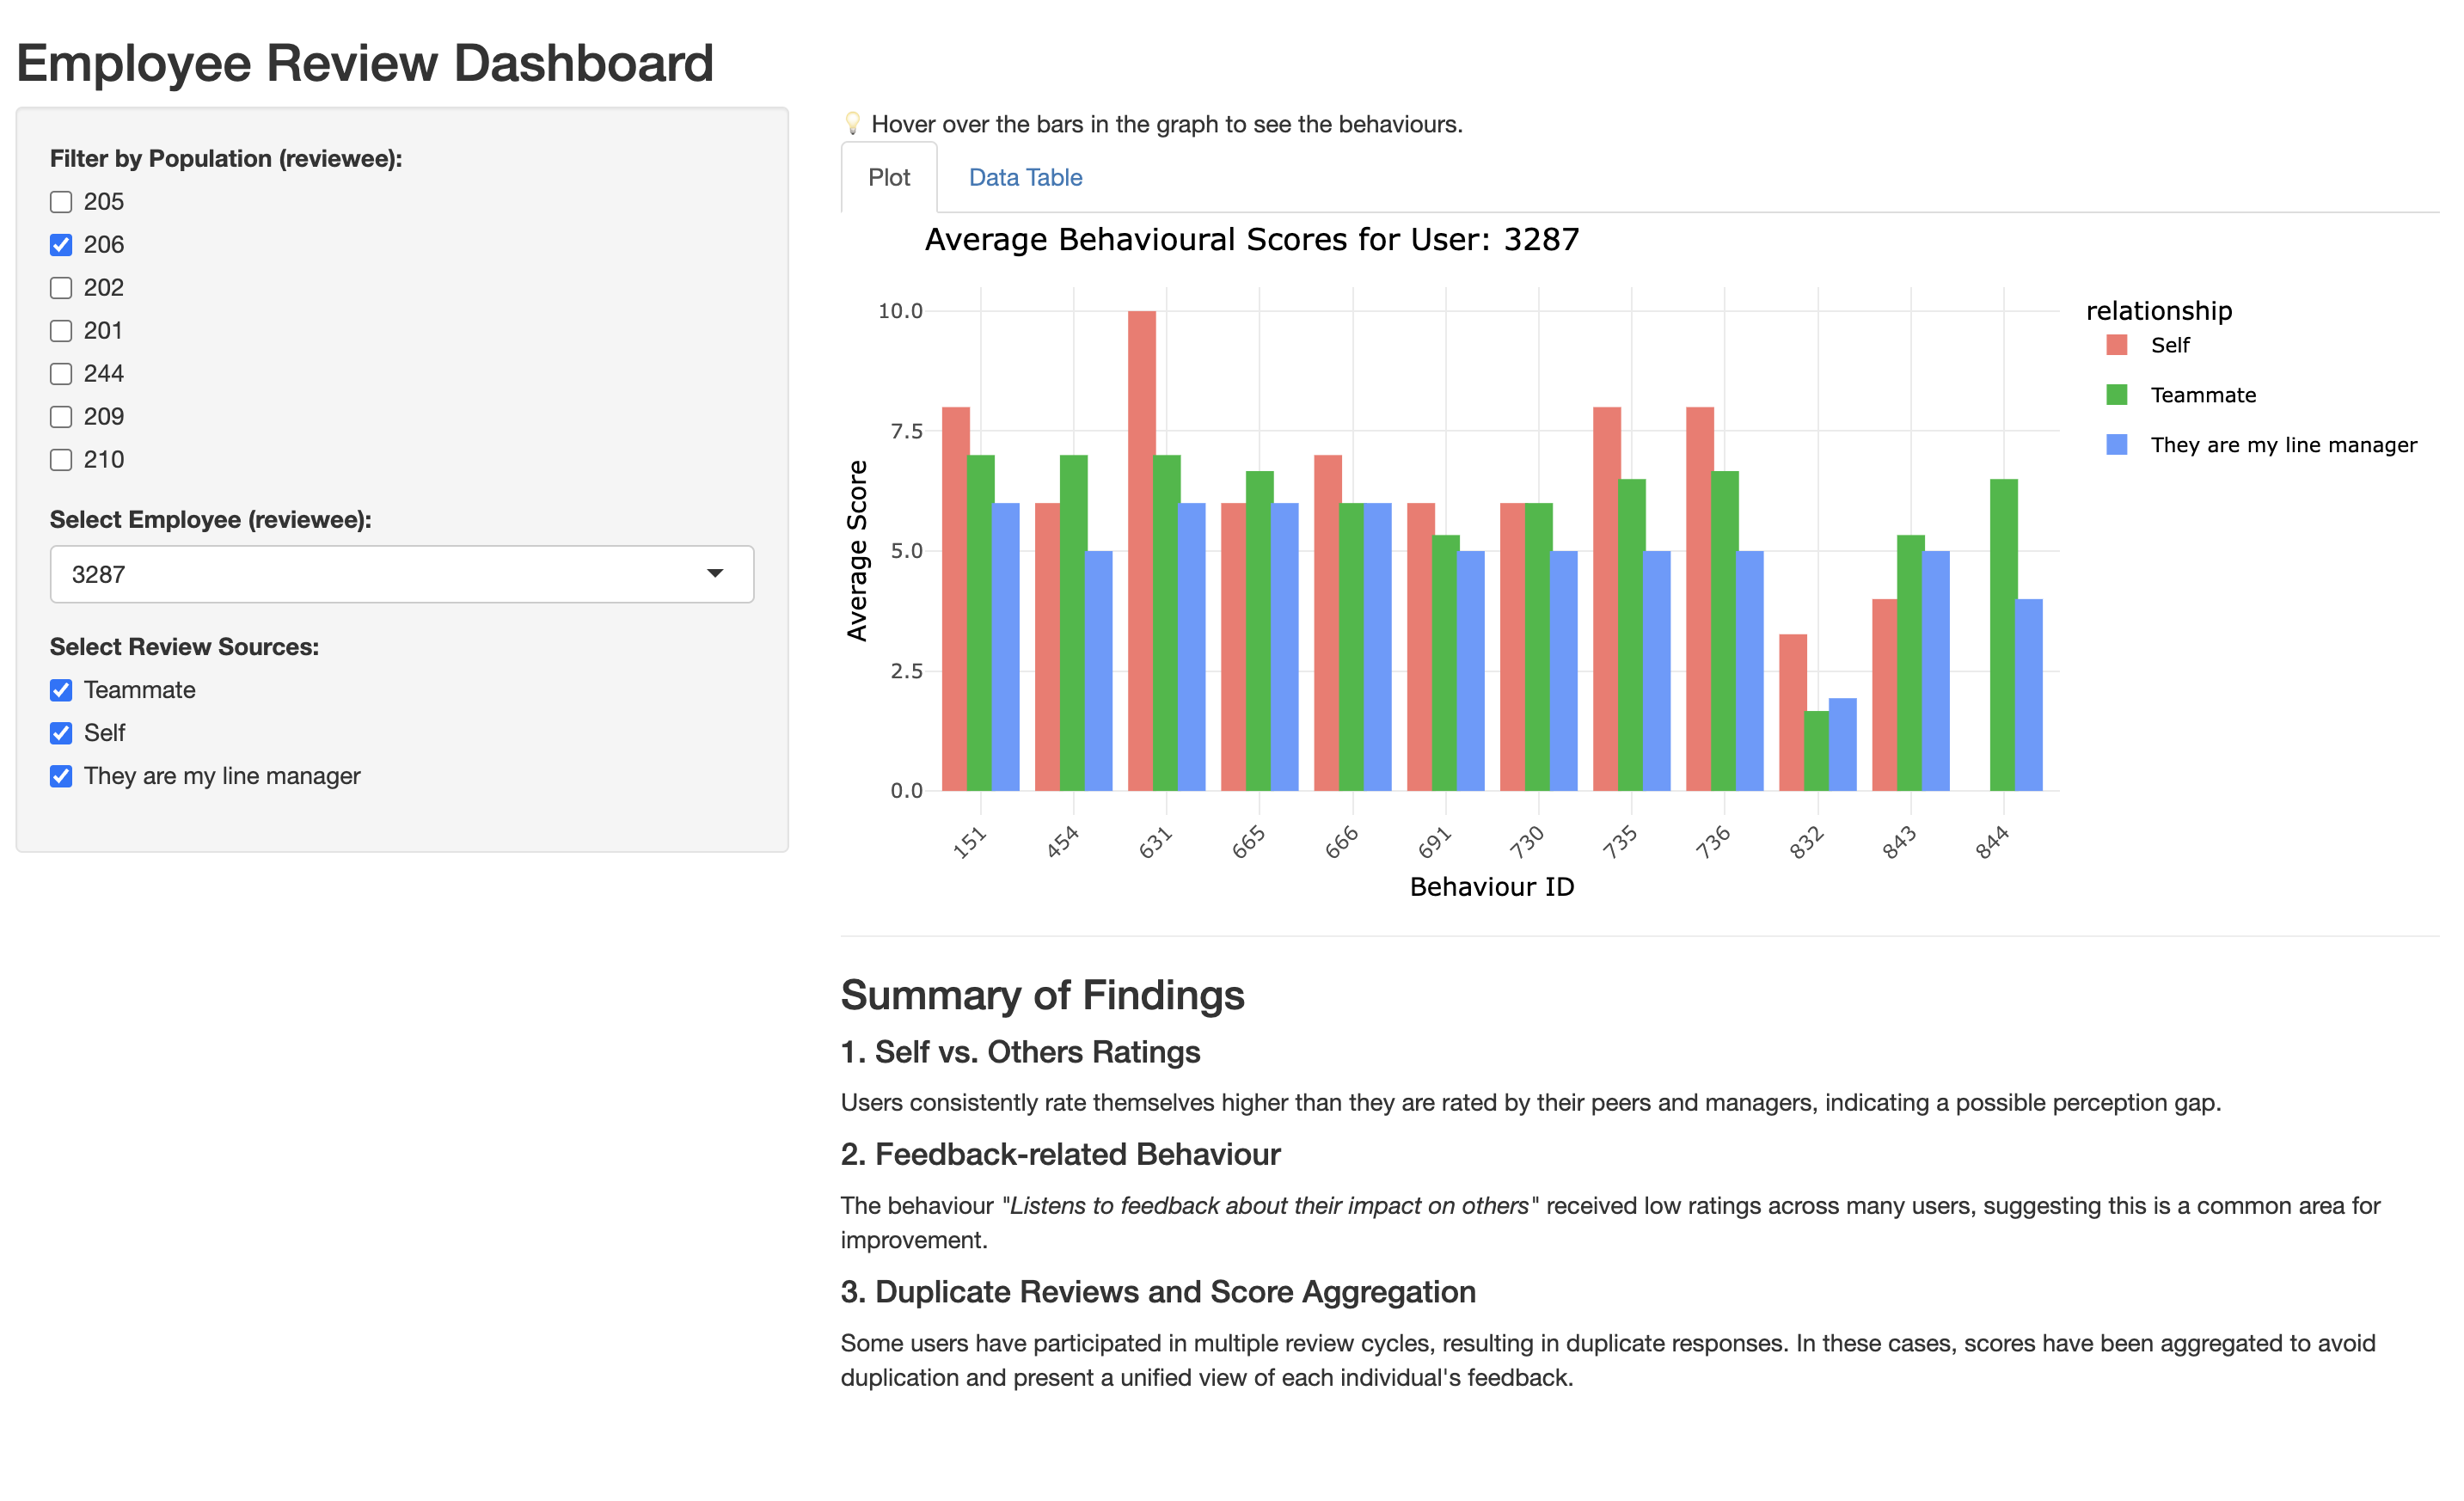 Employee Review Dashboard
Filter by Population (reviewee):
205
206
202
201
244
209
210
Select Employee (reviewee):
3287
Select Review Sources:
Teammate
Self
They are my line manager
💡 Hover over the bars in the graph to see the behaviours.
Plot
Data Table
Average Behavioural Scores for User: 3287
10.0
7.5
5.0
2.5
0.0
Average Score
151
454
631
665
666
691
730
735
736
832
843
844
Behaviour ID
relationship
Self
Teammate
They are my line manager
Summary of Findings
1. Self vs. Others Ratings
Users consistently rate themselves higher than they are rated by their peers and managers, indicating a possible perception gap.
2. Feedback-related Behaviour
The behaviour "Listens to feedback about their impact on others" received low ratings across many users, suggesting this is a common area for
improvement.
3. Duplicate Reviews and Score Aggregation
Some users have participated in multiple review cycles, resulting in duplicate responses. In these cases, scores have been aggregated to avoid
duplication and present a unified view of each individual's feedback.